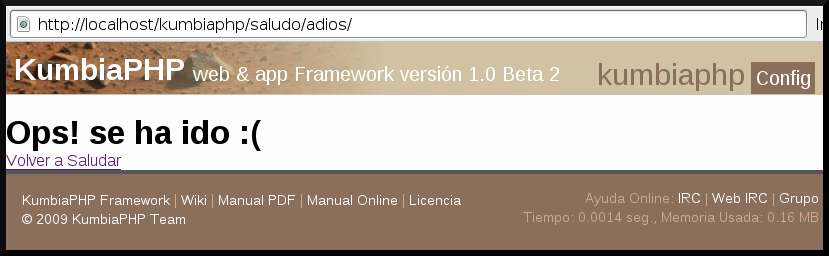 http://localhost/kumbiaphp/saludo/adios/
KumbiaPHP web & app Framework versión 1.0 Beta 2 kumbiaphp Config
Ops! se ha ido :(
Volver a Saludar
KumbiaPHP Framework | Wiki | Manual PDF | Manual Online | Licencia
Ayuda Online: IRC | Web IRC | Grupo
© 2009 KumbiaPHP Team
Tiempo: 0.0014 seg., Memoria Usada: 0.16 MB